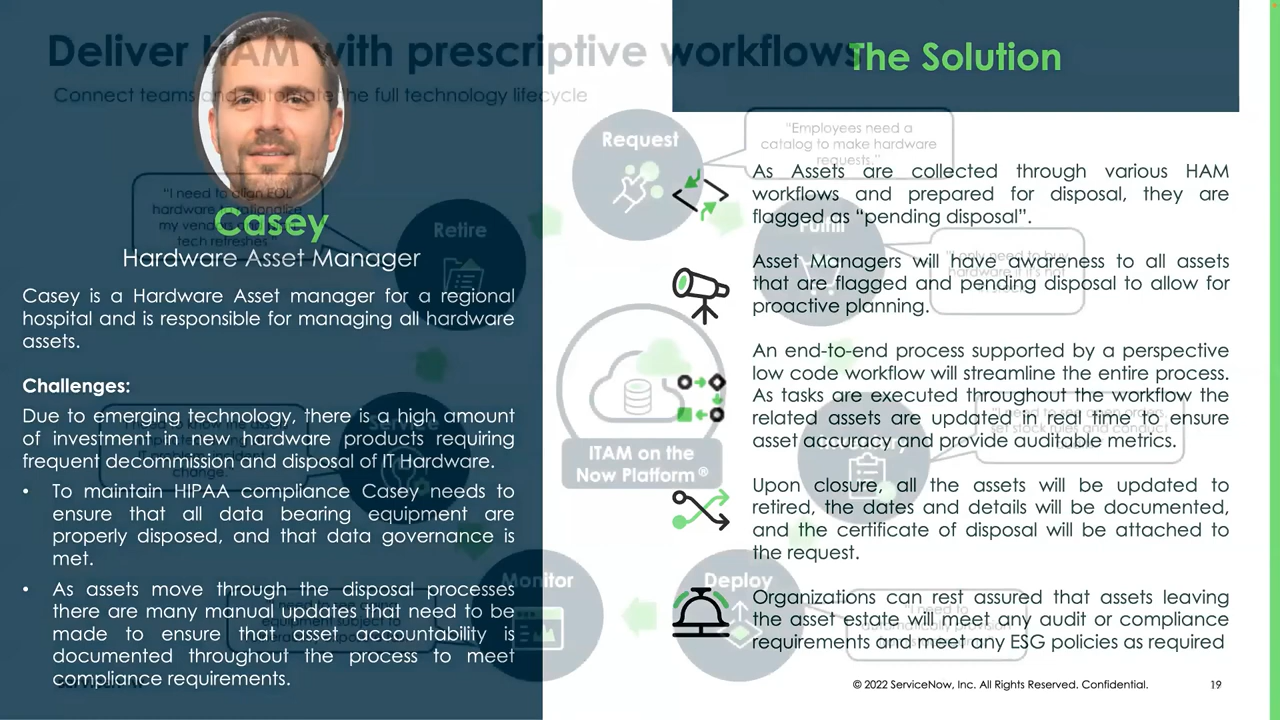 Deliver HAM with prescriptive workflows
Connect teams and automate the full technology lifecycle
Casey
Hardware Asset Manager
Casey is a Hardware Asset manager for a regional
hospital and is responsible for managing all hardware
assets.
Challenges:
Due to emerging technology, there is a high amount
of investment in new hardware products requiring
frequent decommission and disposal of IT Hardware.
• To maintain HIPAA compliance Casey needs to
ensure that all data bearing equipment are
properly disposed, and that data governance is
met.
• As assets move through the disposal processes
there are many manual updates that need to be
made to ensure that asset accountability is
documented throughout the process to meet
compliance requirements.
"I need to align EOL
hardware to rationalize
my vendors and
tech refreshes"
Retire
Request
"Employees need a
catalog to make hardware
requests."
Service
ITAM on the
Now Platform ®
Monitor
Deploy
The Solution
As Assets are collected through various HAM
workflows and prepared for disposal, they are
flagged as “pending disposal”.
Asset Managers will have awareness to all assets
that are flagged and pending disposal to allow for
proactive planning.
An end-to-end process supported by a perspective
low code workflow will streamline the entire process.
As tasks are executed throughout the workflow the
related assets are updated in real time to ensure
asset accuracy and provide auditable metrics.
Upon closure, all the assets will be updated to
retired, the dates and details will be documented,
and the certificate of disposal will be attached to
the request.
Organizations can rest assured that assets leaving
the asset estate will meet any audit or compliance
requirements and meet any ESG policies as required
© 2022 ServiceNow, Inc. All Rights Reserved. Confidential.
19